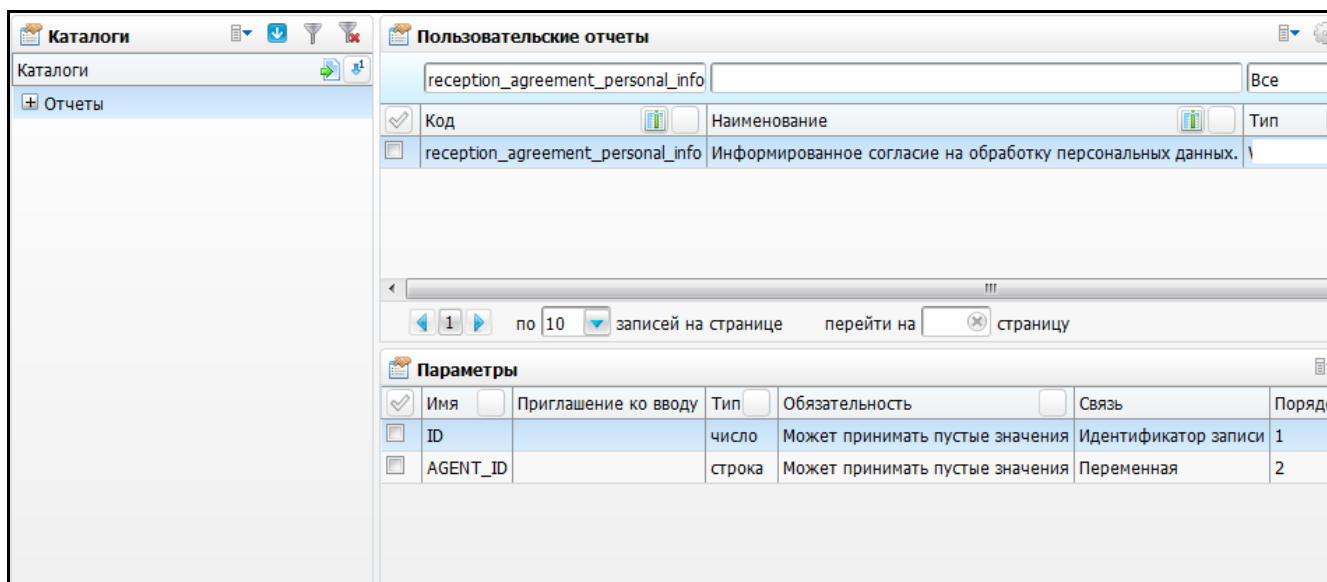 Каталоги
Каталоги
Отчеты
Пользовательские отчеты
reception_agreement_personal_info Все
Код Наименование Тип
reception_agreement_personal_info Информированное согласие на обработку персональных данных.
1 по 10 записей на странице перейти на страницу
Параметры
Имя Приглашение ко вводу Тип Обязательность Связь Поряд
ID число Может принимать пустые значения Идентификатор записи 1
AGENT_ID строка Может принимать пустые значения Переменная 2